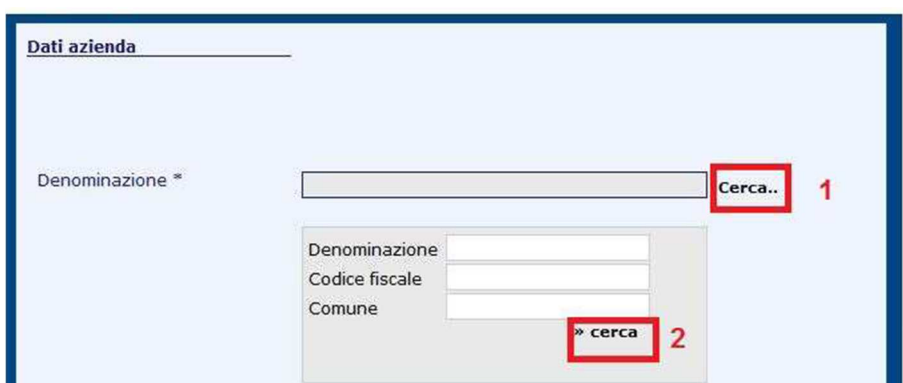 Dati azienda
Denominazione * Cerca.. 1
Denominazione
Codice fiscale
Comune
» cerca 2